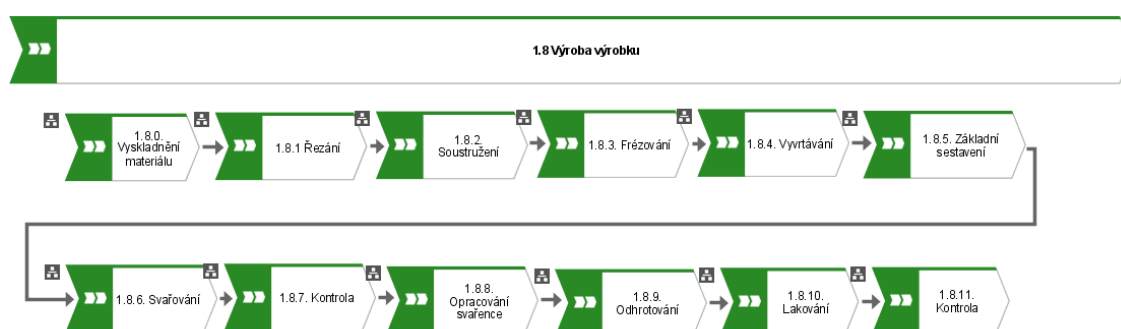 1.8 Výroba výrobku
1.8.0.
Vyskladnění
materiálu
1.8.1 Řezání
1.8.2.
Soustružení
1.8.3. Frézování
1.8.4. Vyvrtávání
1.8.5. Základní
sestavení
1.8.6. Svařování
1.8.7. Kontrola
1.8.8.
Opracování
svařence
1.8.9.
Odhrotování
1.8.10.
Lakování
1.8.11.
Kontrola